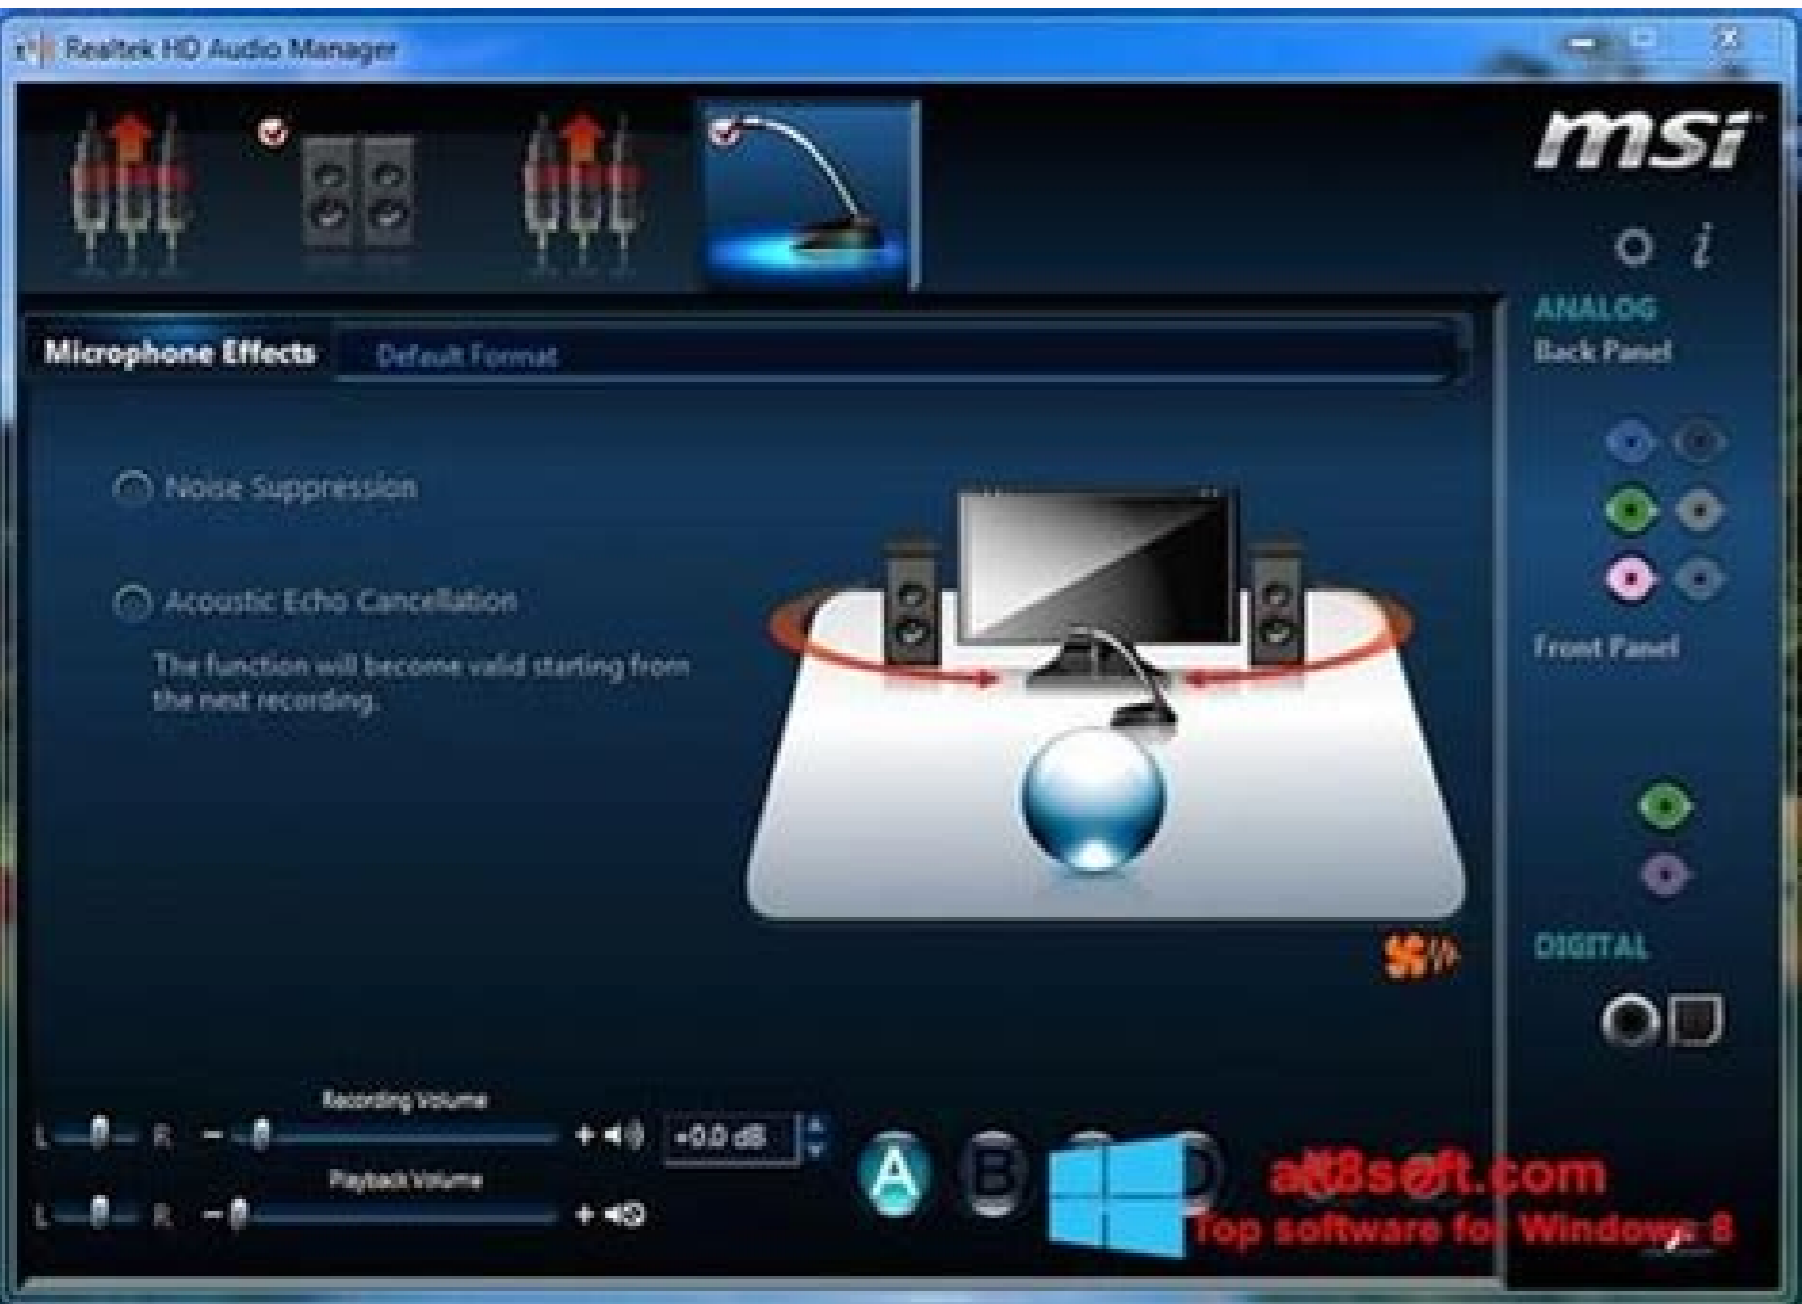 Realtek HD Audio Manager
msi
i
ANALOG
Back Panel
Microphone Effects
Default Format
Noise Suppression
Acoustic Echo Cancellation
The function will become valid starting from
the next recording.
Front Panel
DIGITAL
Recording Volume
L R - + +0.0 dB
Playback Volume
L R - +
A B D
all8soft.com
Top software for Windows 8